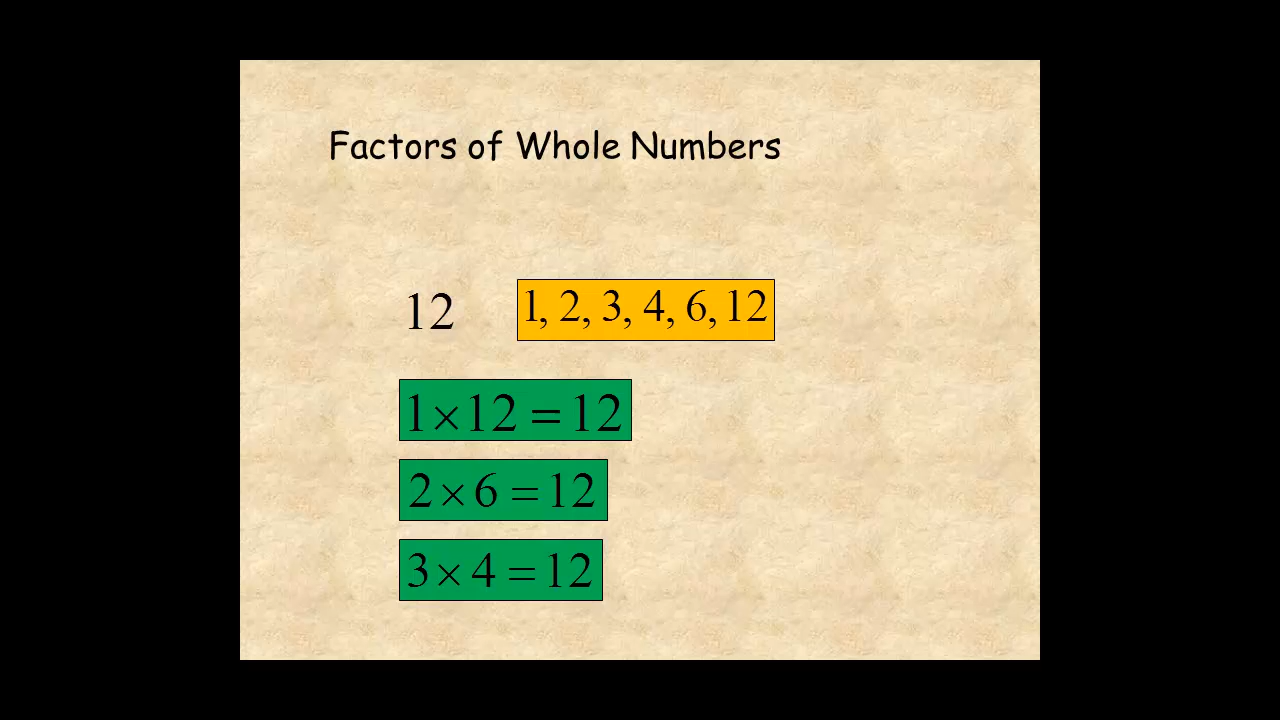 Factors of Whole Numbers
12 1, 2, 3, 4, 6, 12
1×12 = 12
2 × 6 = 12
3 × 4 = 12